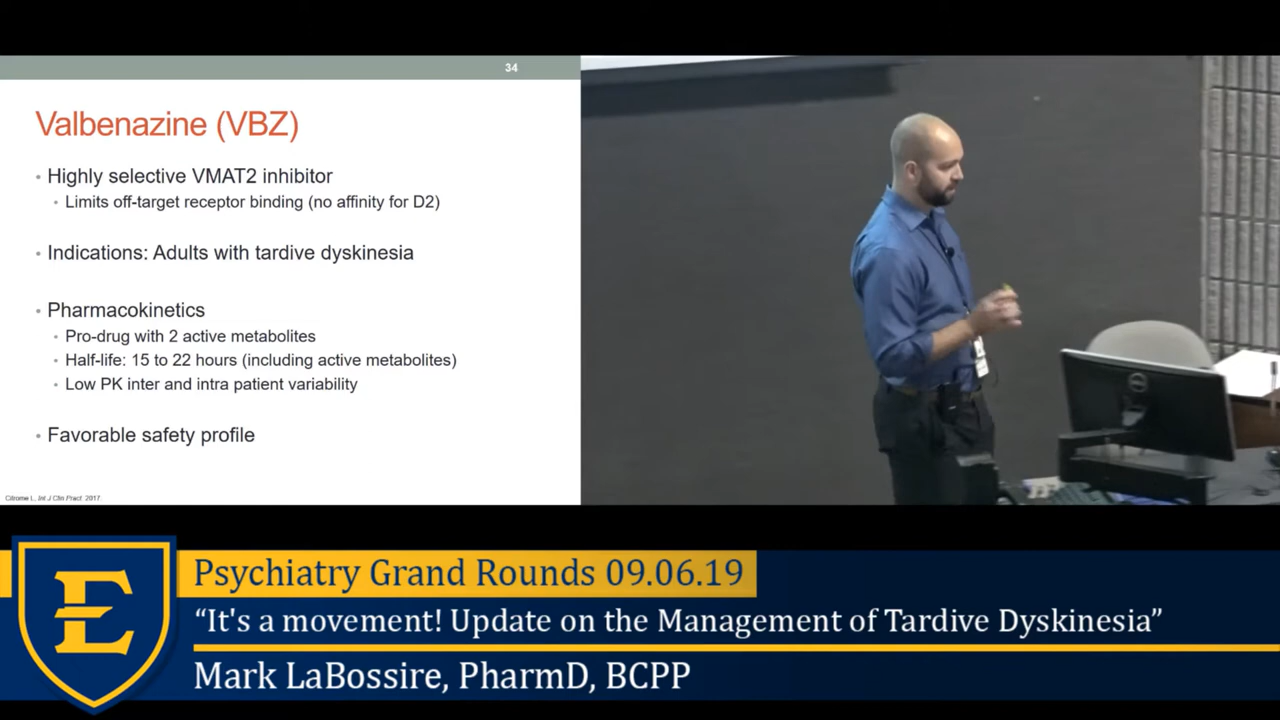 34
Valbenazine (VBZ)
• Highly selective VMAT2 inhibitor
• Limits off-target receptor binding (no affinity for D2)
• Indications: Adults with tardive dyskinesia
• Pharmacokinetics
• Pro-drug with 2 active metabolites
• Half-life: 15 to 22 hours (including active metabolites)
• Low PK inter and intra patient variability
• Favorable safety profile
Citrome L. Int J Clin Pract. 2017.
E
Psychiatry Grand Rounds 09.06.19
“It's a movement! Update on the Management of Tardive Dyskinesia”
Mark LaBossire, PharmD, BCPP